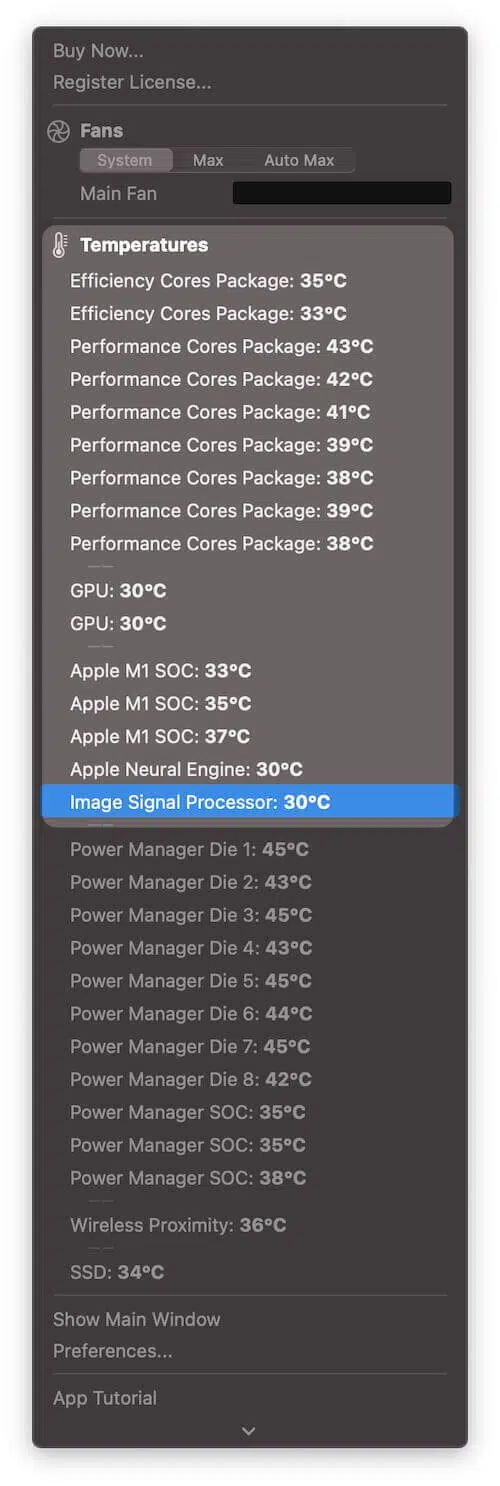 Buy Now...
Register License...
Fans
System Max Auto Max
Main Fan
Temperatures
Efficiency Cores Package: 35°C
Efficiency Cores Package: 33°C
Performance Cores Package: 43°C
Performance Cores Package: 42°C
Performance Cores Package: 41°C
Performance Cores Package: 39°C
Performance Cores Package: 38°C
Performance Cores Package: 39°C
Performance Cores Package: 38°C
GPU: 30°C
GPU: 30°C
Apple M1 SOC: 33°C
Apple M1 SOC: 35°C
Apple M1 SOC: 37°C
Apple Neural Engine: 30°C
Image Signal Processor: 30°C
Power Manager Die 1: 45°C
Power Manager Die 2: 43°C
Power Manager Die 3: 45°C
Power Manager Die 4: 43°C
Power Manager Die 5: 45°C
Power Manager Die 6: 44°C
Power Manager Die 7: 45°C
Power Manager Die 8: 42°C
Power Manager SOC: 35°C
Power Manager SOC: 35°C
Power Manager SOC: 38°C
Wireless Proximity: 36°C
SSD: 34°C
Show Main Window
Preferences...
App Tutorial